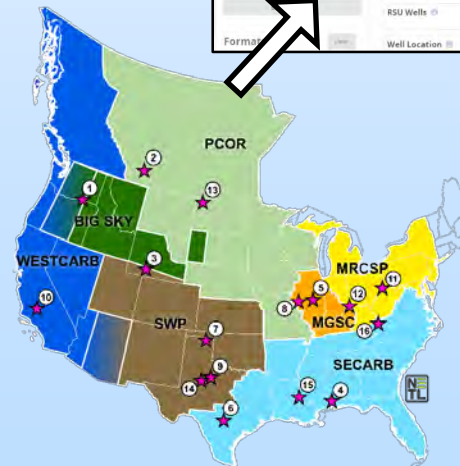 RSU Wells
Format
clear
Well Location
PCOR
2
1
13
BIG SKY
3
WESTCARB
MRCSP
11
5
12
10
8
SWP
MGSC
16
7
SECARB
9
14
15
4
6
NETL